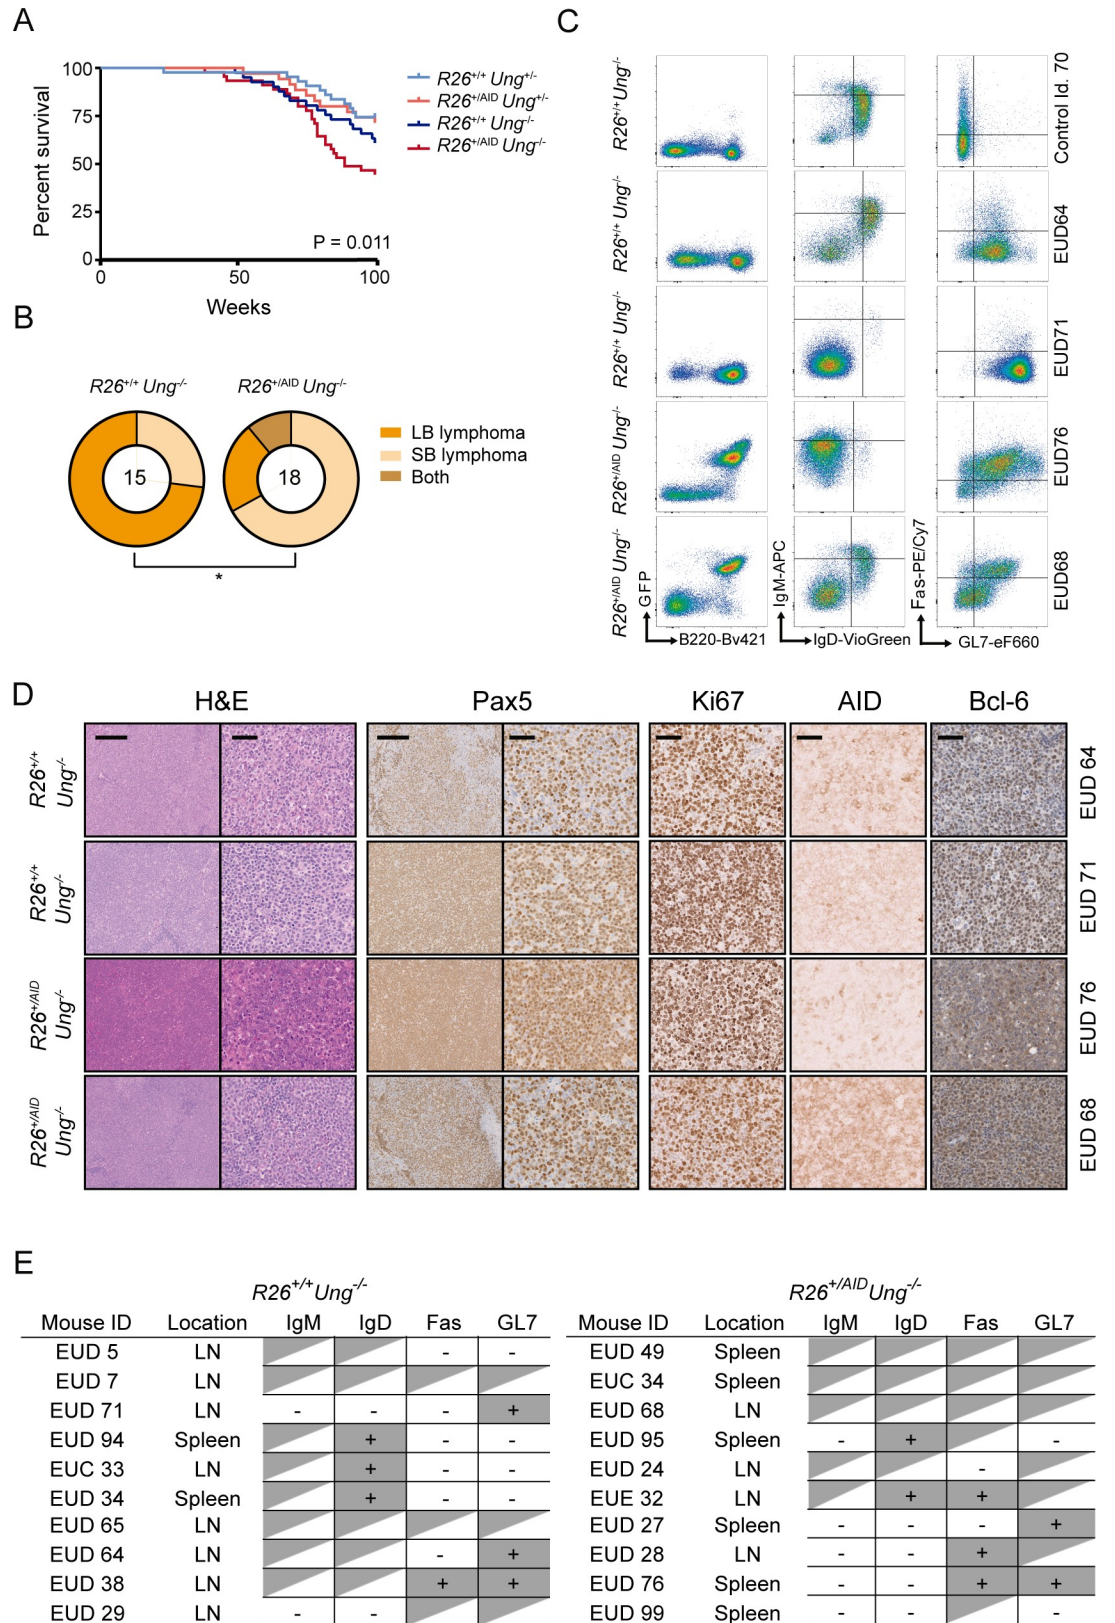 A
Percent survival
100
75
50
25
0
0
50
100
Weeks
P = 0.011
R26+/+ Ung+/-
R26+/AID Ung+/-
R26+/+ Ung-/-
R26+/AID Ung-/-
B
R26+/+ Ung-/-
R26+/AID Ung-/-
15
18
*
LB lymphoma
SB lymphoma
Both
C
R26+/+ Ung-/-
Control Id. 70
R26+/+ Ung-/-
EUD64
R26+/+ Ung-/-
EUD71
R26+/AID Ung-/-
EUD76
R26+/AID Ung-/-
EUD68
GFP
B220-Bv421
IgM-APC
IgD-VioGreen
Fas-PE/Cy7
GL7-eF660
D
H&E Pax5 Ki67 AID Bcl-6
R26+/+
Ung-/-
EUD 64
R26+/+
Ung-/-
EUD 71
R26+/AID
Ung-/-
EUD 76
R26+/AID
Ung-/-
EUD 68
E
R26+/+Ung-/-
Mouse ID Location IgM IgD Fas GL7
EUD 5 LN - -
EUD 7 LN
EUD 71 LN - - - +
EUD 94 Spleen + - -
EUC 33 LN + - -
EUD 34 Spleen + - -
EUD 65 LN
EUD 64 LN - +
EUD 38 LN + +
EUD 29 LN - -
R26+/AIDUng-/-
Mouse ID Location IgM IgD Fas GL7
EUD 49 Spleen
EUC 34 Spleen
EUD 68 LN
EUD 95 Spleen - + -
EUD 24 LN -
EUE 32 LN + +
EUD 27 Spleen - - - +
EUD 28 LN - - +
EUD 76 Spleen - - + +
EUD 99 Spleen - -